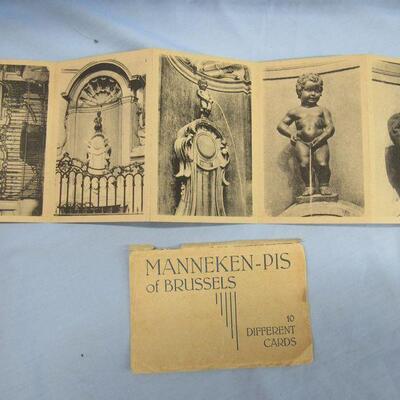 MANNEKEN-PIS
of BRUSSELS
10
DIFFERENT
CARDS